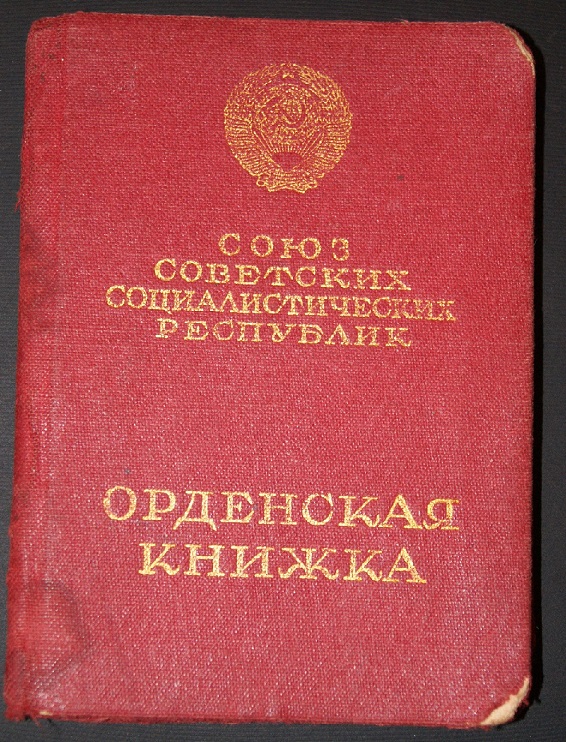 СОЮЗ
СОВЕТСКИХ
СОЦИАЛИСТИЧЕСКИХ
РЕСПУБЛИК
ОРДЕНСКАЯ
КНИЖКА